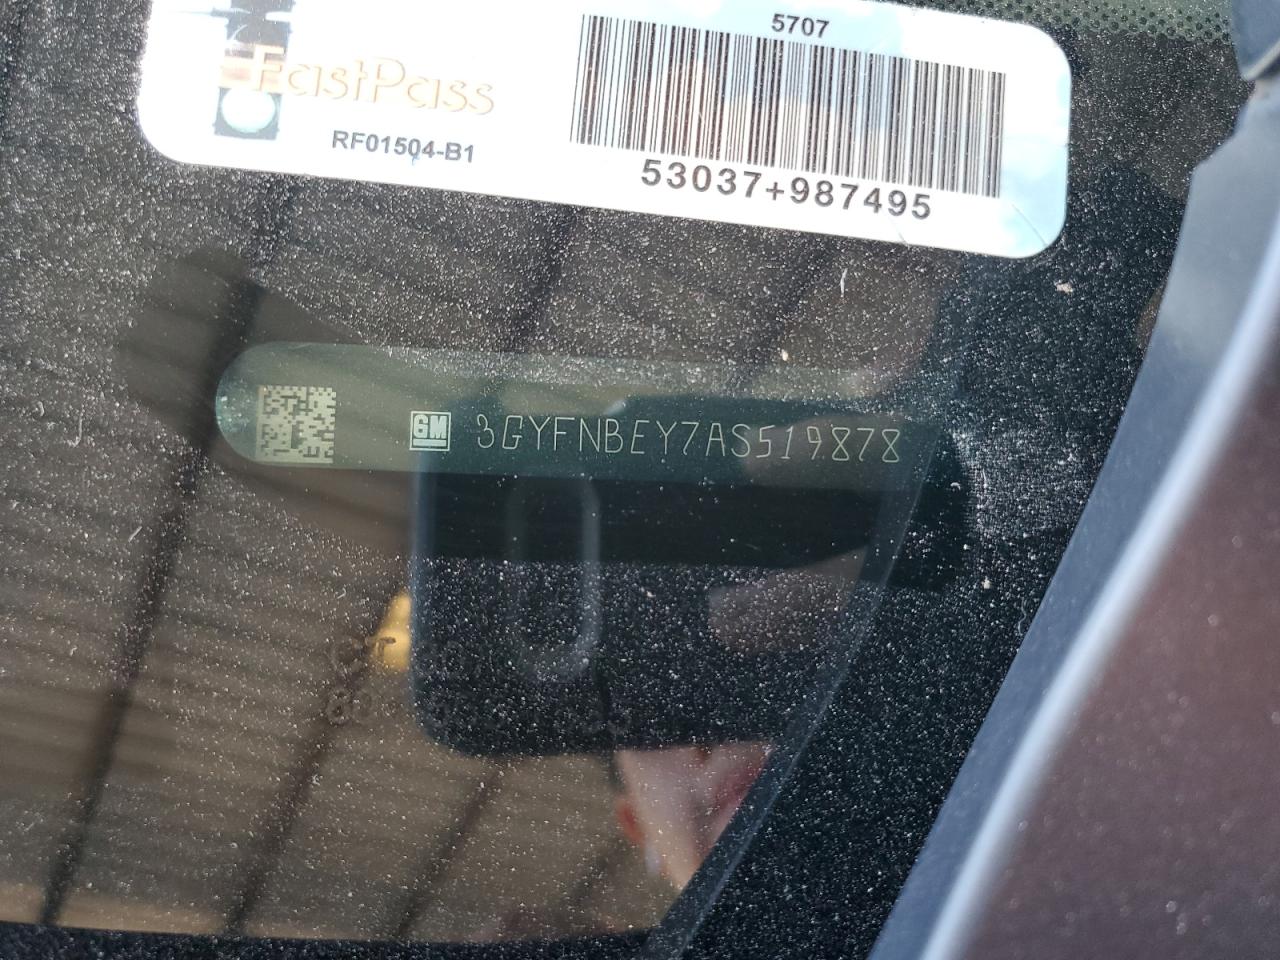 5707
FastPass
RF01504-B1
53037+987495
GM 3GYFNBEY7AS519878